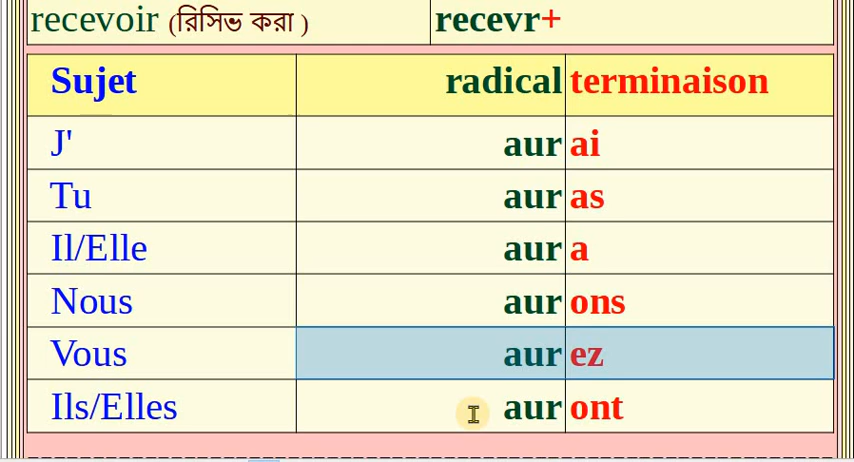 recevoir (রিসিভ করা ) recevr+
Sujet radical terminaison
J' aur ai
Tu aur as
Il/Elle aur a
Nous aur ons
Vous aur ez
Ils/Elles aur ont